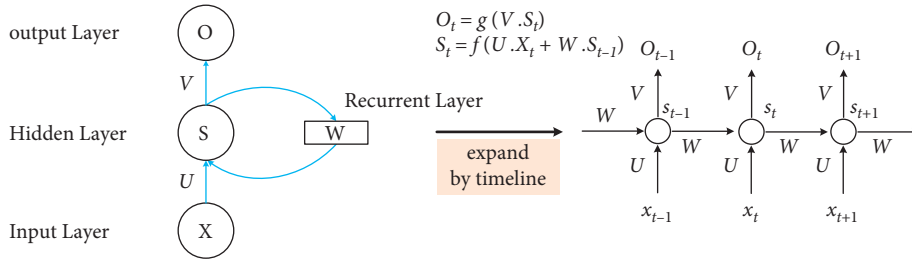 output Layer
O
V
Hidden Layer
S
Recurrent Layer
W
U
Input Layer
X
O_t = g (V .S_t)
S_t = f (U .X_t + W .S_{t-1})
expand
by timeline
O_{t-1} O_t O_{t+1}
V V V
s_{t-1} s_t s_{t+1}
W W W W
U U U
x_{t-1} x_t x_{t+1}